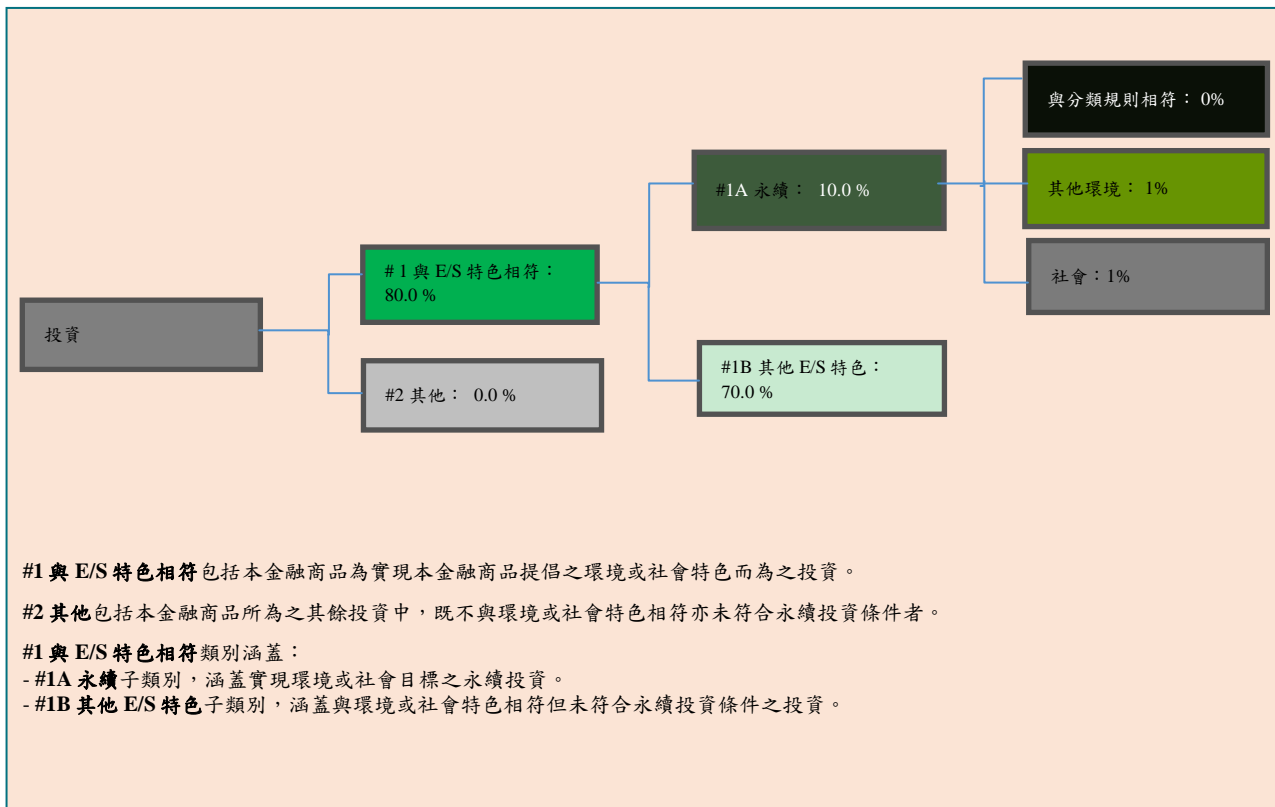 與分類規則相符： 0%
#1A 永續： 10.0 %
其他環境： 1%
# 1 與 E/S 特色相符：
80.0 %
社會：1%
投資
#1B 其他 E/S 特色：
70.0 %
#2 其他： 0.0 %
#1 與 E/S 特色相符包括本金融商品為實現本金融商品提倡之環境或社會特色而為之投資。
#2 其他包括本金融商品所為之其餘投資中，既不與環境或社會特色相符亦未符合永續投資條件者。
#1 與 E/S 特色相符類別涵蓋：
- #1A 永續子類別，涵蓋實現環境或社會目標之永續投資。
- #1B 其他 E/S 特色子類別，涵蓋與環境或社會特色相符但未符合永續投資條件之投資。